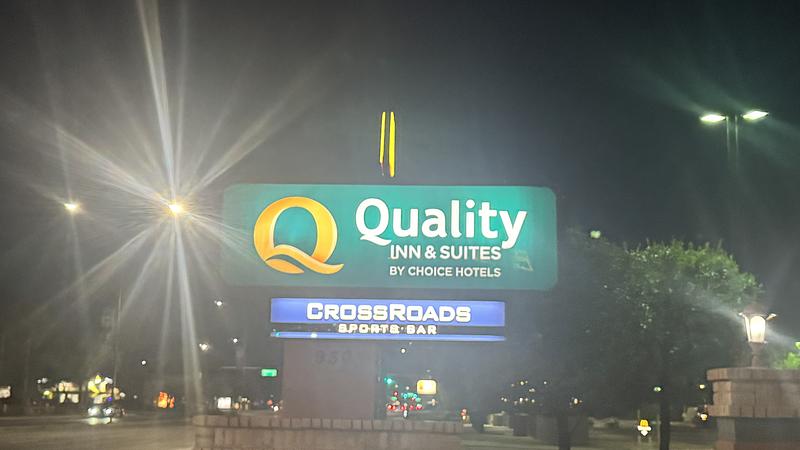 Quality
INN & SUITES
BY CHOICE HOTELS
CROSSROADS
SPORTS BAR